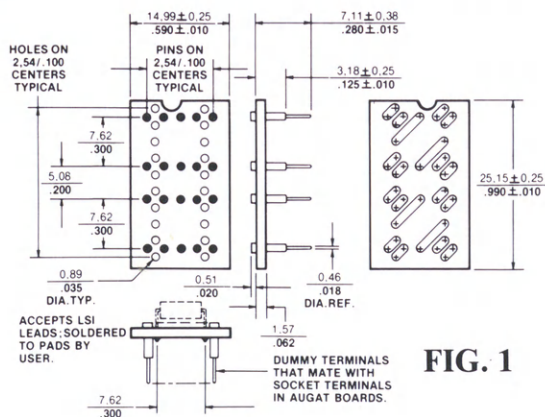 14,99±0,25
.590±.010
7,11±0,38
.280±.015
HOLES ON
2,54/.100
CENTERS
TYPICAL
PINS ON
2,54/.100
CENTERS
TYPICAL
3,18±0,25
.125±.010
7.62
.300
5.08
.200
7.62
.300
25,15±0,25
.990±.010
0.89
.035
DIA.TYP.
0.51
.020
0.46
.018
DIA.REF.
1.57
.062
ACCEPTS LSI
LEADS;SOLDERED
TO PADS BY
USER.
DUMMY TERMINALS
THAT MATE WITH
SOCKET TERMINALS
IN AUGAT BOARDS.
7.62
.300
FIG. 1